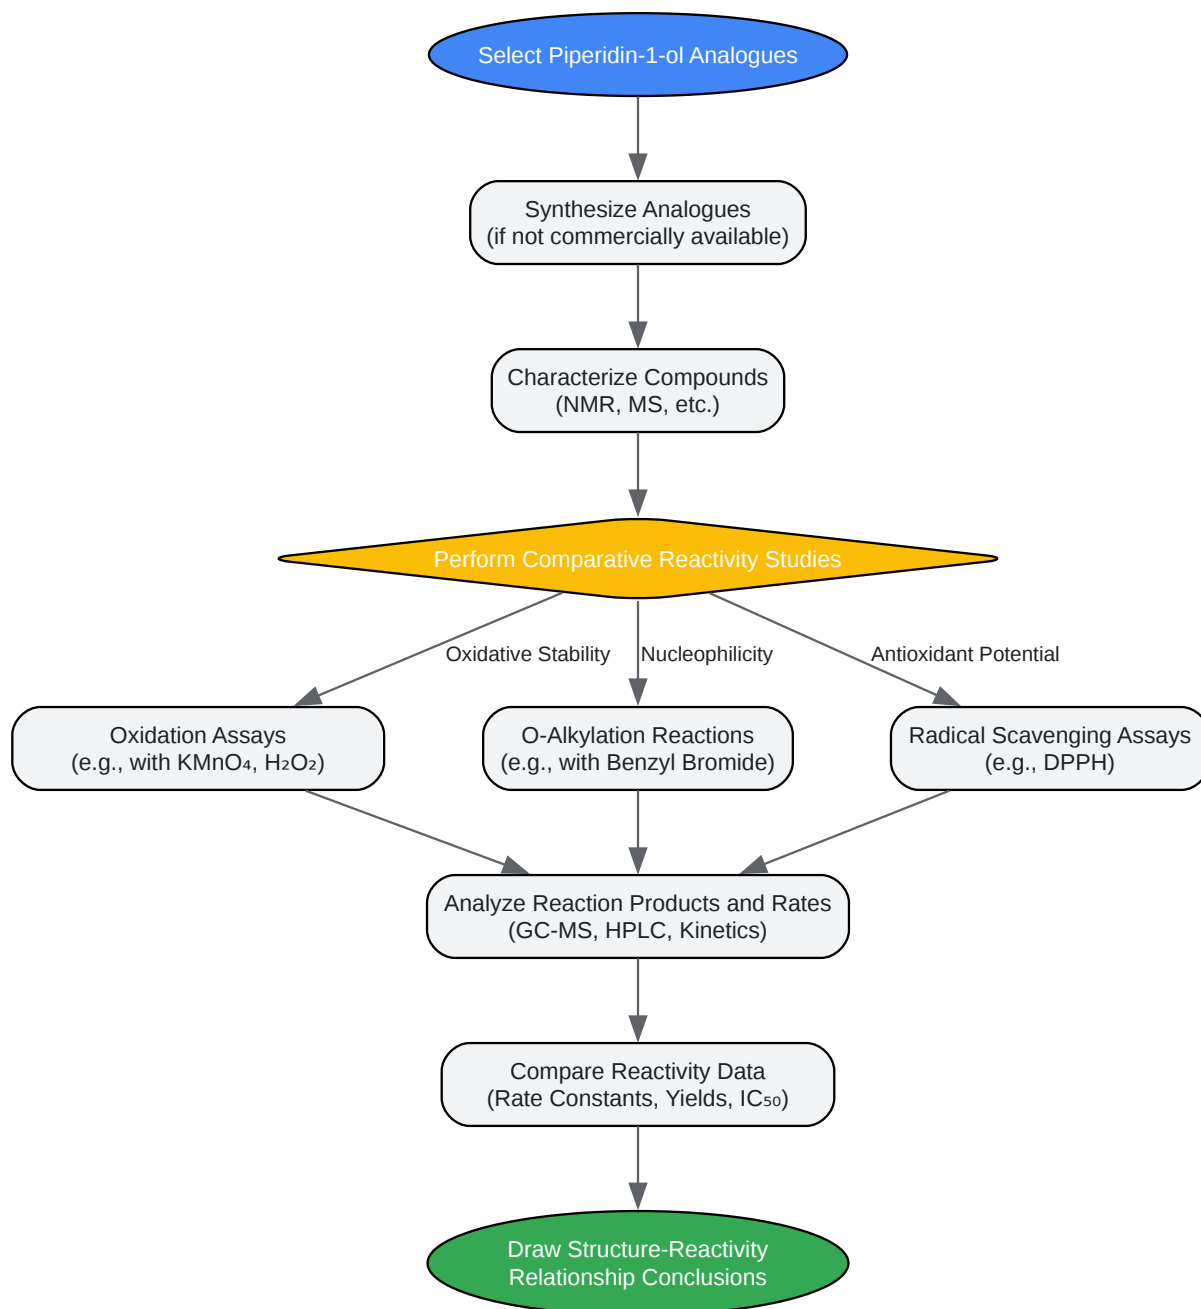 Select Piperidin-1-ol Analogues
Synthesize Analogues
(if not commercially available)
Characterize Compounds
(NMR, MS, etc.)
Perform Comparative Reactivity Studies
Oxidative Stability
Nucleophilicity
Antioxidant Potential
Oxidation Assays
(e.g., with KMnO₄, H₂O₂)
O-Alkylation Reactions
(e.g., with Benzyl Bromide)
Radical Scavenging Assays
(e.g., DPPH)
Analyze Reaction Products and Rates
(GC-MS, HPLC, Kinetics)
Compare Reactivity Data
(Rate Constants, Yields, IC₅₀)
Draw Structure-Reactivity
Relationship Conclusions